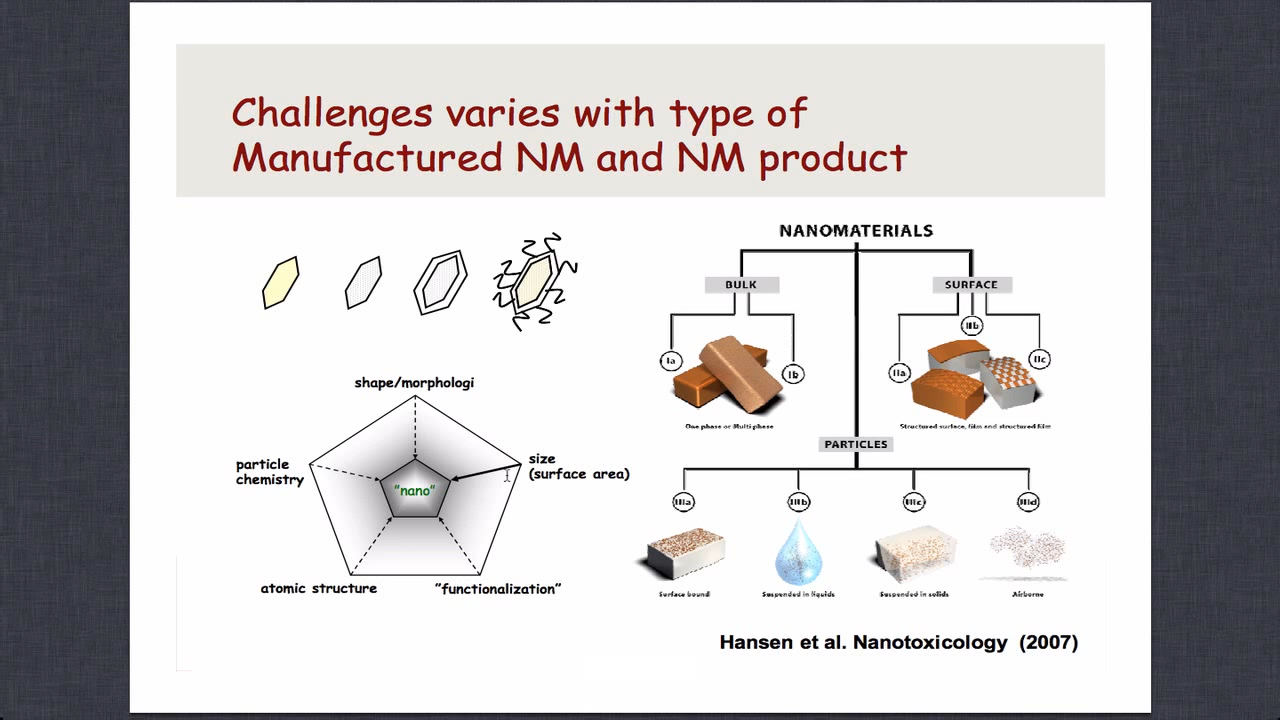 Challenges varies with type of
Manufactured NM and NM product
shape/morphologi
particle
chemistry
size
(surface area)
"nano"
atomic structure
"functionalization"
NANOMATERIALS
BULK
SURFACE
Ia
Ib
IIa
IIb
IIc
One phase or Multi phase
Structured surface, film and structured film
PARTICLES
IIIa
IIIb
IIIc
IIId
Surface bound
Suspended in liquids
Suspended in solids
Airborne
Hansen et al. Nanotoxicology (2007)